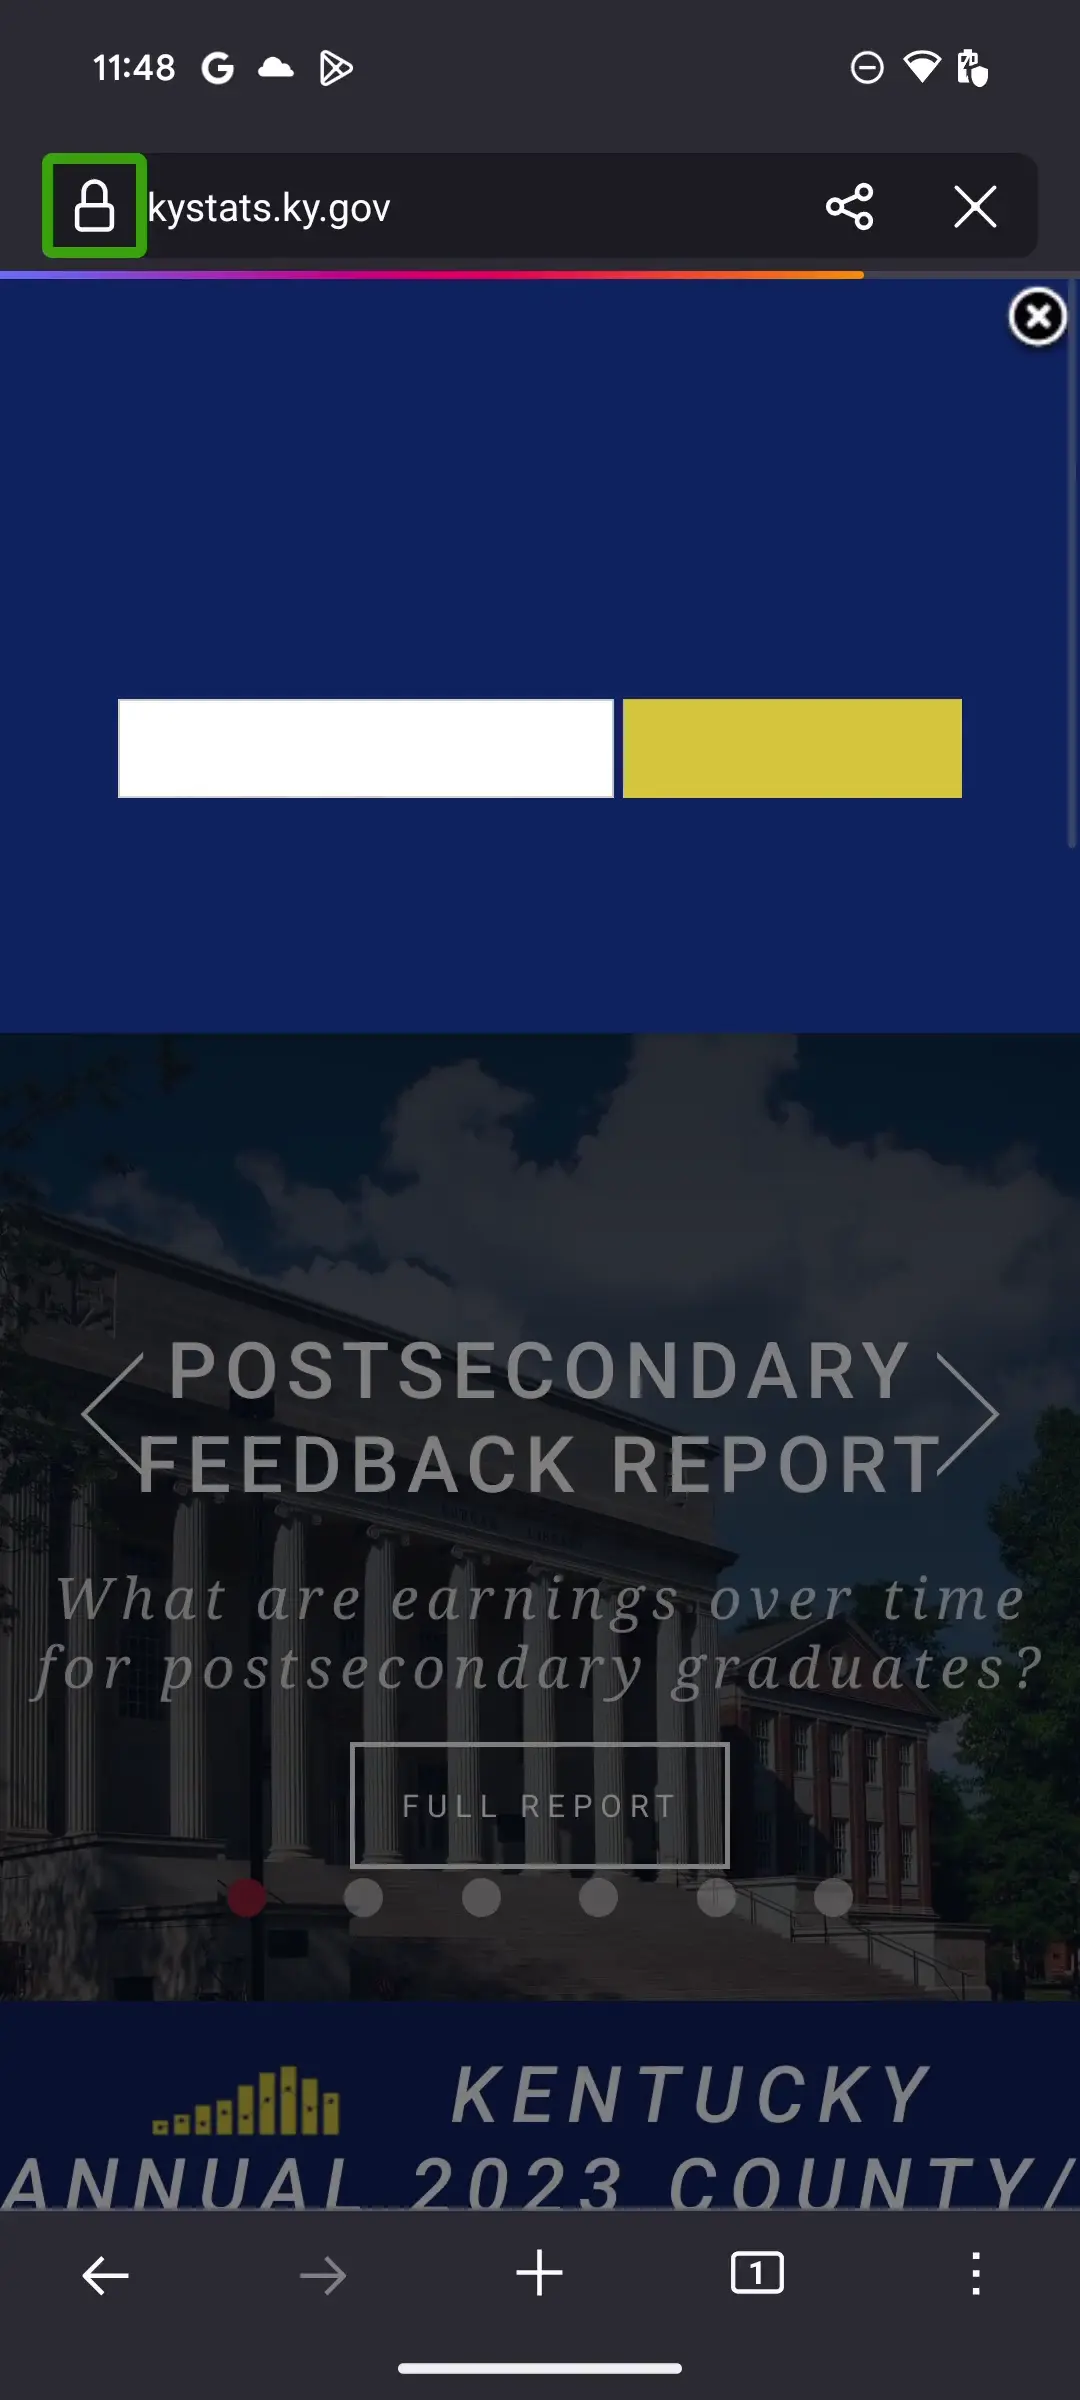 11:48
kystats.ky.gov
POSTSECONDARY
FEEDBACK REPORT
What are earnings over time
for postsecondary graduates?
FULL REPORT
KENTUCKY
ANNUAL 2023 COUNTY/
1